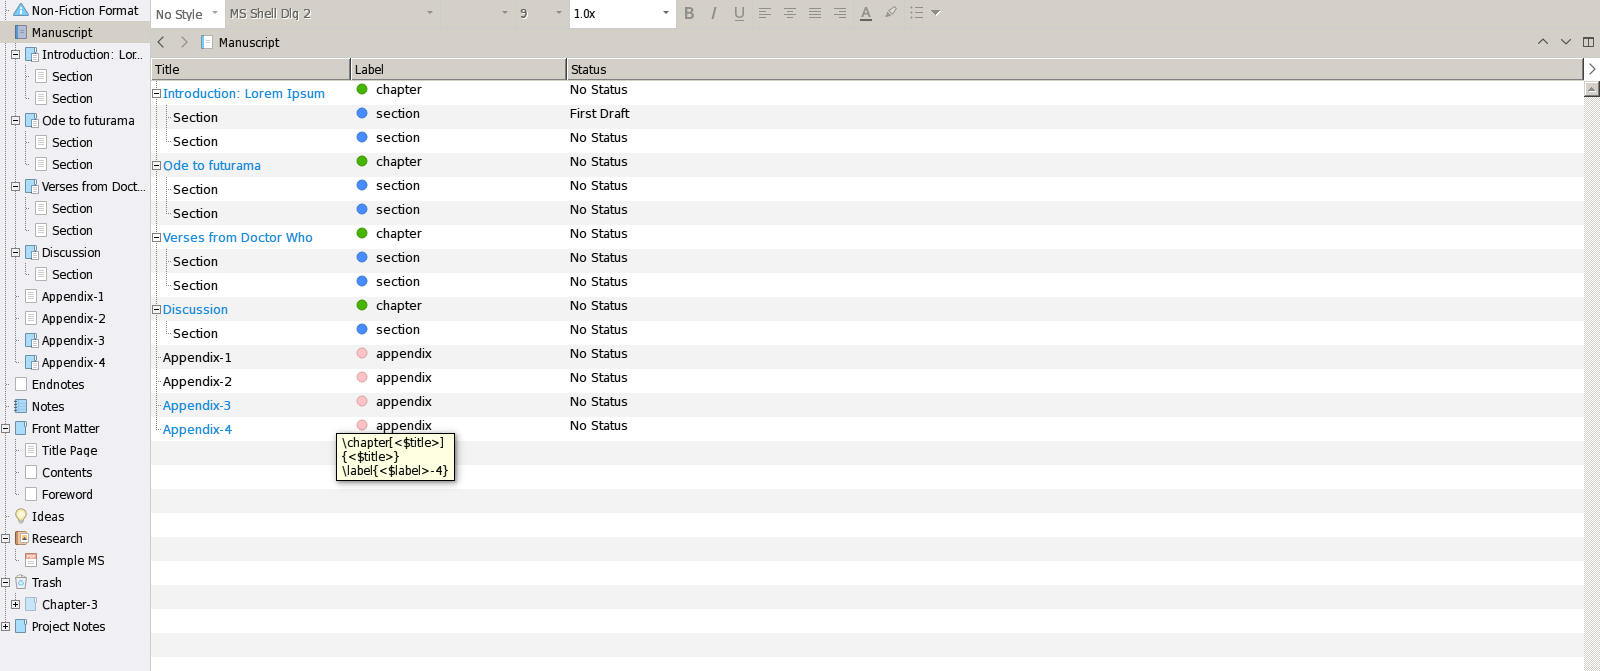 Non-Fiction Format
Manuscript
Introduction: Lor...
Section
Section
Ode to futurama
Section
Section
Verses from Doct...
Section
Section
Discussion
Section
Appendix-1
Appendix-2
Appendix-3
Appendix-4
Endnotes
Notes
Front Matter
Title Page
Contents
Foreword
Ideas
Research
Sample MS
Trash
Chapter-3
Project Notes
No Style MS Shell Dlg 2 9 1.0x B I U A
Manuscript
Title Label Status
Introduction: Lorem Ipsum chapter No Status
Section section First Draft
Section section No Status
Ode to futurama chapter No Status
Section section No Status
Section section No Status
Verses from Doctor Who chapter No Status
Section section No Status
Section section No Status
Discussion chapter No Status
Section section No Status
Appendix-1 appendix No Status
Appendix-2 appendix No Status
Appendix-3 appendix No Status
Appendix-4 appendix No Status
\chapter[<$title>]
{<$title>}
\label{<$label>-4}